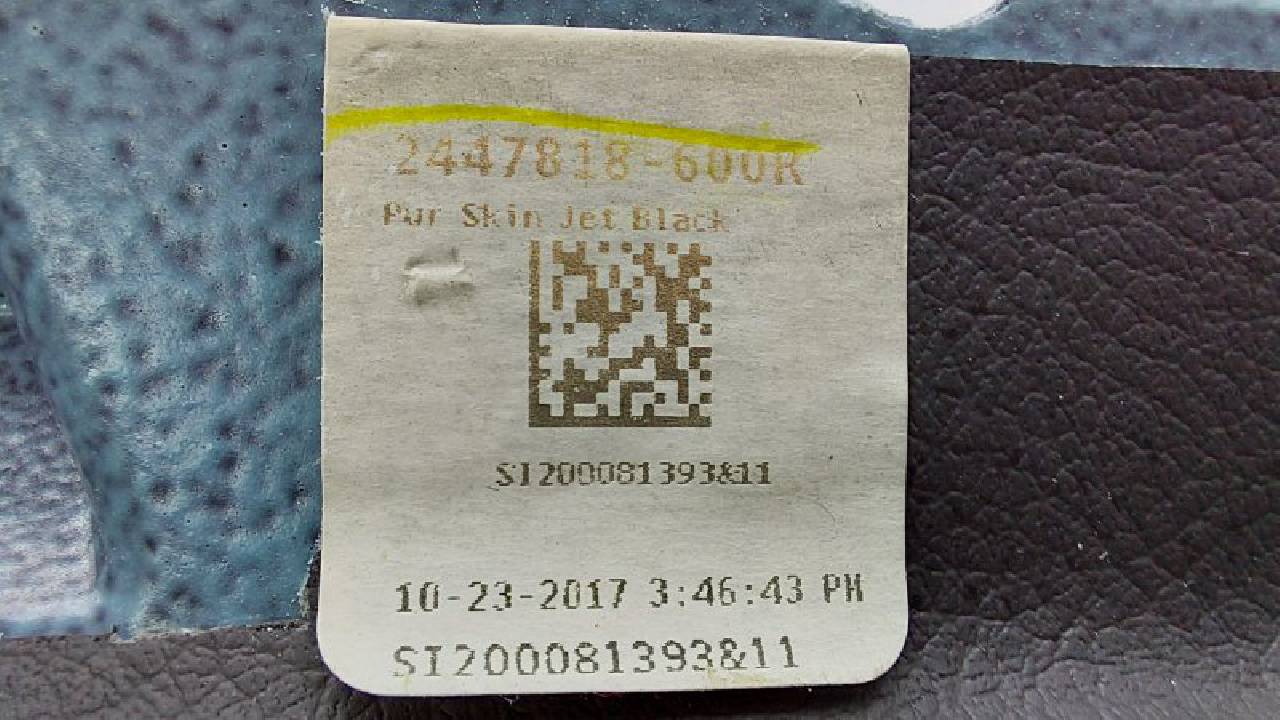 2447818-600R
Pur Skin Jet Black
SI200081393&11
10-23-2017 3:46:43 PM
SI200081393&11